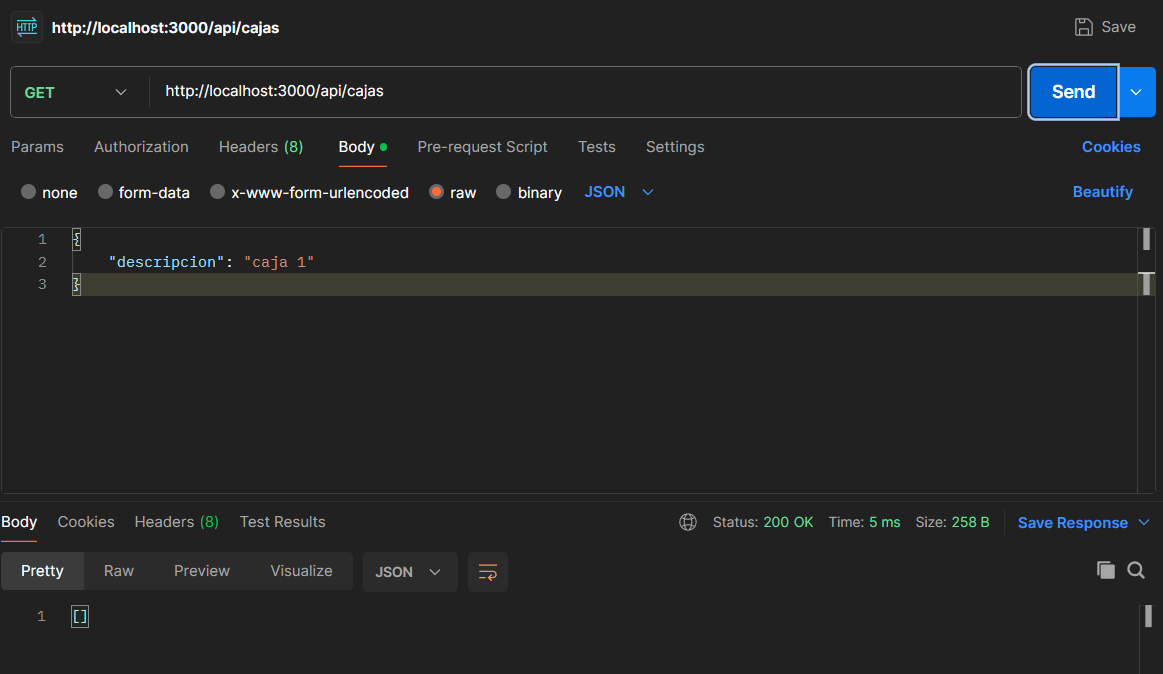 HTTP http://localhost:3000/api/cajas Save
GET http://localhost:3000/api/cajas Send
Params Authorization Headers (8) Body Pre-request Script Tests Settings Cookies
none form-data x-www-form-urlencoded raw binary JSON Beautify
1 {
2 "descripcion": "caja 1"
3 }
Body Cookies Headers (8) Test Results Status: 200 OK Time: 5 ms Size: 258 B Save Response
Pretty Raw Preview Visualize JSON
1 []